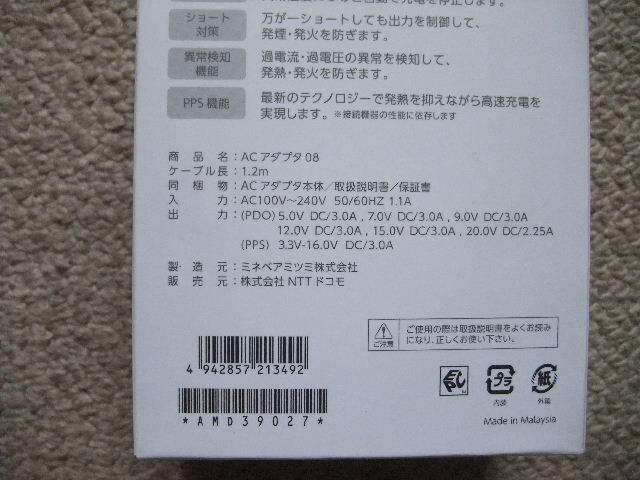 ショート
対策
万が一ショートしても出力を制御して、
発煙・発火を防ぎます。
異常検知
機能
過電流・過電圧の異常を検知して、
発熱・発火を防ぎます。
PPS 機能
最新のテクノロジーで発熱を抑えながら高速充電を
実現します。※接続機器の性能に依存します
商品名：AC アダプタ 08
ケーブル長：1.2m
同梱物：AC アダプタ本体／取扱説明書／保証書
入力：AC100V～240V 50/60HZ 1.1A
出力：(PDO) 5.0V DC/3.0A , 7.0V DC/3.0A , 9.0V DC/3.0A
12.0V DC/3.0A , 15.0V DC/3.0A , 20.0V DC/2.25A
(PPS) 3.3V-16.0V DC/3.0A
製造元：ミネベアミツミ株式会社
販売元：株式会社 NTT ドコモ
ご注意
ご使用の際は取扱説明書をよくお読み
になり、正しくお使い下さい。
4 942857 213492
*AMD39027*
プラ
内装
紙
外箱
Made in Malaysia